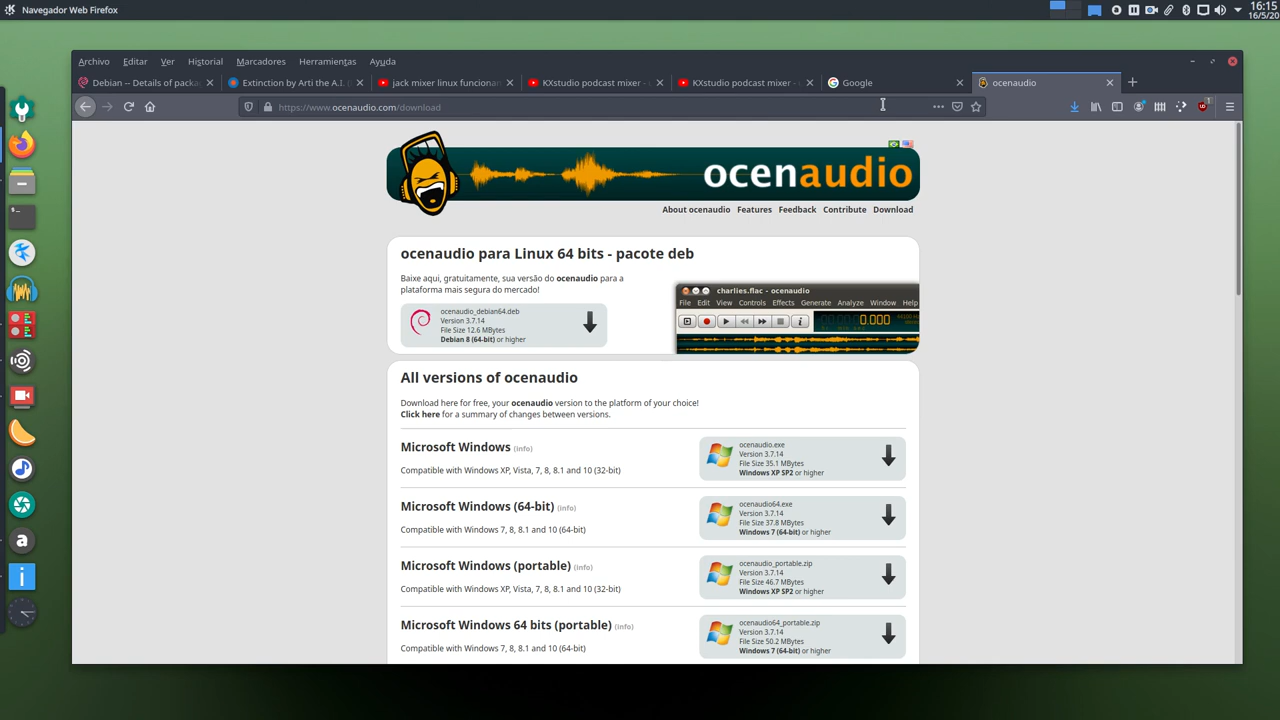 Navegador Web Firefox
16:15
16/5/20
Archivo Editar Ver Historial Marcadores Herramientas Ayuda
Debian -- Details of packa
Extinction by Arti the A.I. (
jack mixer linux funcionan
KXstudio podcast mixer -
KXstudio podcast mixer -
Google
ocenaudio
https://www.ocenaudio.com/download
ocenaudio
About ocenaudio Features Feedback Contribute Download
ocenaudio para Linux 64 bits - pacote deb
Baixe aqui, gratuitamente, sua versão do ocenaudio para a
plataforma mais segura do mercado!
ocenaudio_debian64.deb
Version 3.7.14
File Size 12.6 MBytes
Debian 8 (64-bit) or higher
charlies.flac - ocenaudio
File Edit View Controls Effects Generate Analyze Window Help
0.000
All versions of ocenaudio
Download here for free, your ocenaudio version to the platform of your choice!
Click here for a summary of changes between versions.
Microsoft Windows (info)
Compatible with Windows XP, Vista, 7, 8, 8.1 and 10 (32-bit)
ocenaudio.exe
Version 3.7.14
File Size 35.1 MBytes
Windows XP SP2 or higher
Microsoft Windows (64-bit) (info)
Compatible with Windows 7, 8, 8.1 and 10 (64-bit)
ocenaudio64.exe
Version 3.7.14
File Size 37.8 MBytes
Windows 7 (64-bit) or higher
Microsoft Windows (portable) (info)
Compatible with Windows XP, Vista, 7, 8, 8.1 and 10 (32-bit)
ocenaudio_portable.zip
Version 3.7.14
File Size 46.7 MBytes
Windows XP SP2 or higher
Microsoft Windows 64 bits (portable) (info)
Compatible with Windows 7, 8, 8.1 and 10 (64-bit)
ocenaudio64_portable.zip
Version 3.7.14
File Size 50.2 MBytes
Windows 7 (64-bit) or higher